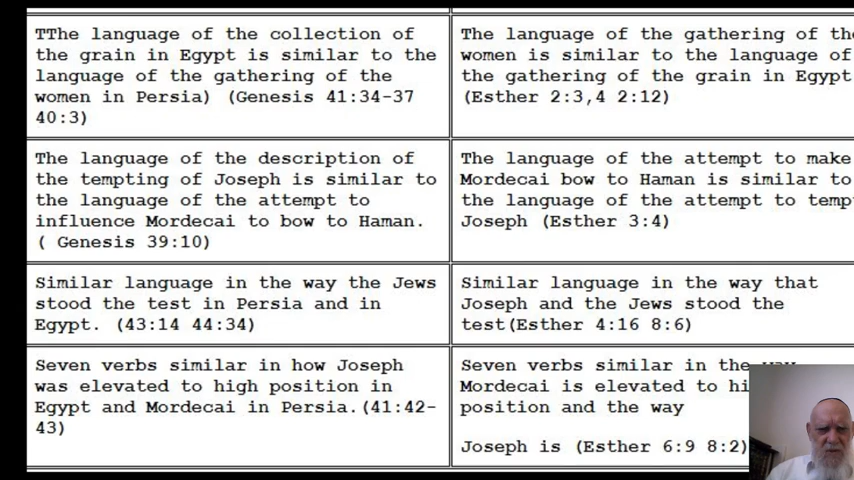 TThe language of the collection of
the grain in Egypt is similar to the
language of the gathering of the
women in Persia) (Genesis 41:34-37
40:3)
The language of the gathering of
women is similar to the language of
the gathering of the grain in Egypt
(Esther 2:3,4 2:12)
The language of the description of
the tempting of Joseph is similar to
the language of the attempt to
influence Mordecai to bow to Haman.
( Genesis 39:10)
The language of the attempt to make
Mordecai bow to Haman is similar to
the language of the attempt to
Joseph (Esther 3:4)
Similar language in the way the Jews
stood the test in Persia and in
Egypt. (43:14 44:34)
Similar language in the way that
Joseph and the Jews stood the
test(Esther 4:16 8:6)
Seven verbs similar in how Joseph
was elevated to high position in
Egypt and Mordecai in Persia.(41:42-
43)
Seven verbs similar in the way
Mordecai is elevated to
position and the way
Joseph is (Esther 6:9 8:2)